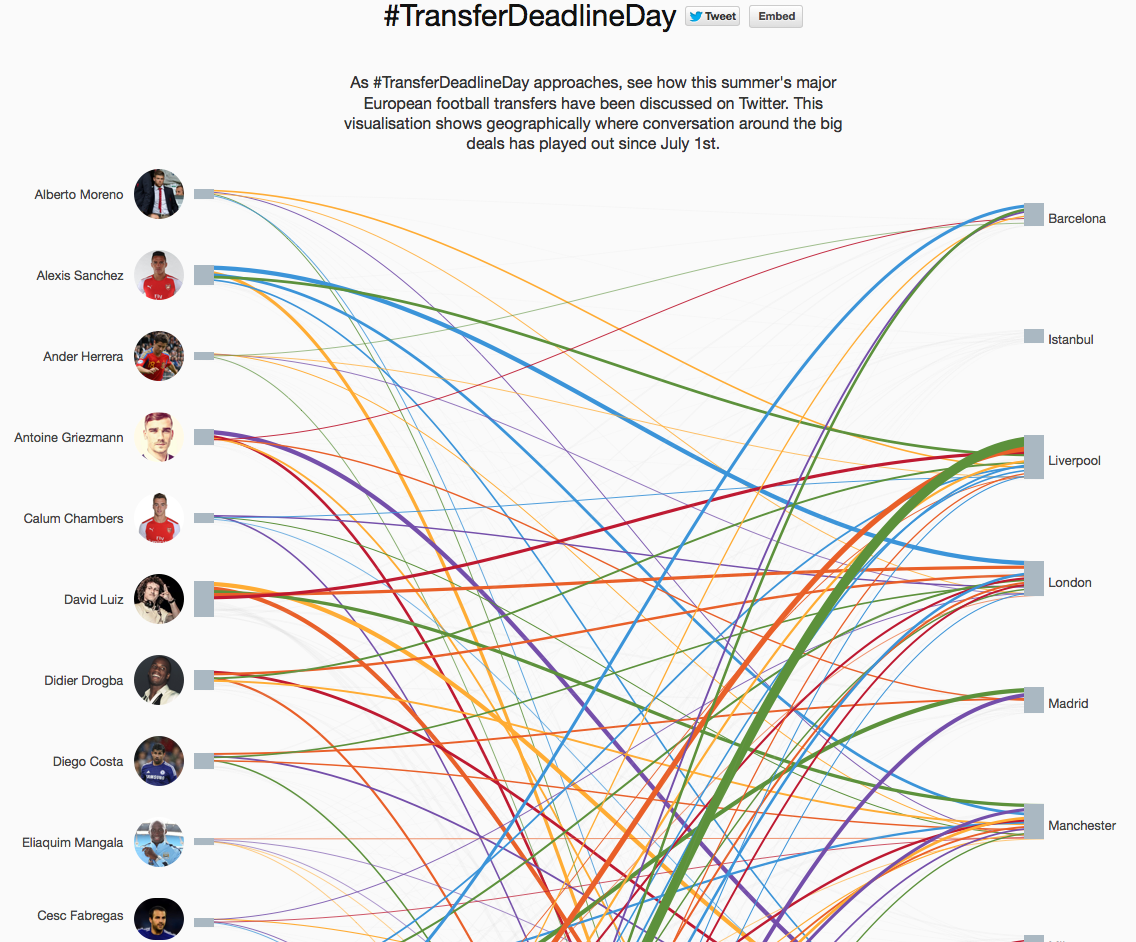 #TransferDeadlineDay Tweet Embed
As #TransferDeadlineDay approaches, see how this summer's major
European football transfers have been discussed on Twitter. This
visualisation shows geographically where conversation around the big
deals has played out since July 1st.
Alberto Moreno
Barcelona
Alexis Sanchez
Istanbul
Ander Herrera
Antoine Griezmann
Liverpool
Calum Chambers
London
David Luiz
Didier Drogba
Madrid
Diego Costa
Manchester
Eliaquim Mangala
Cesc Fabregas